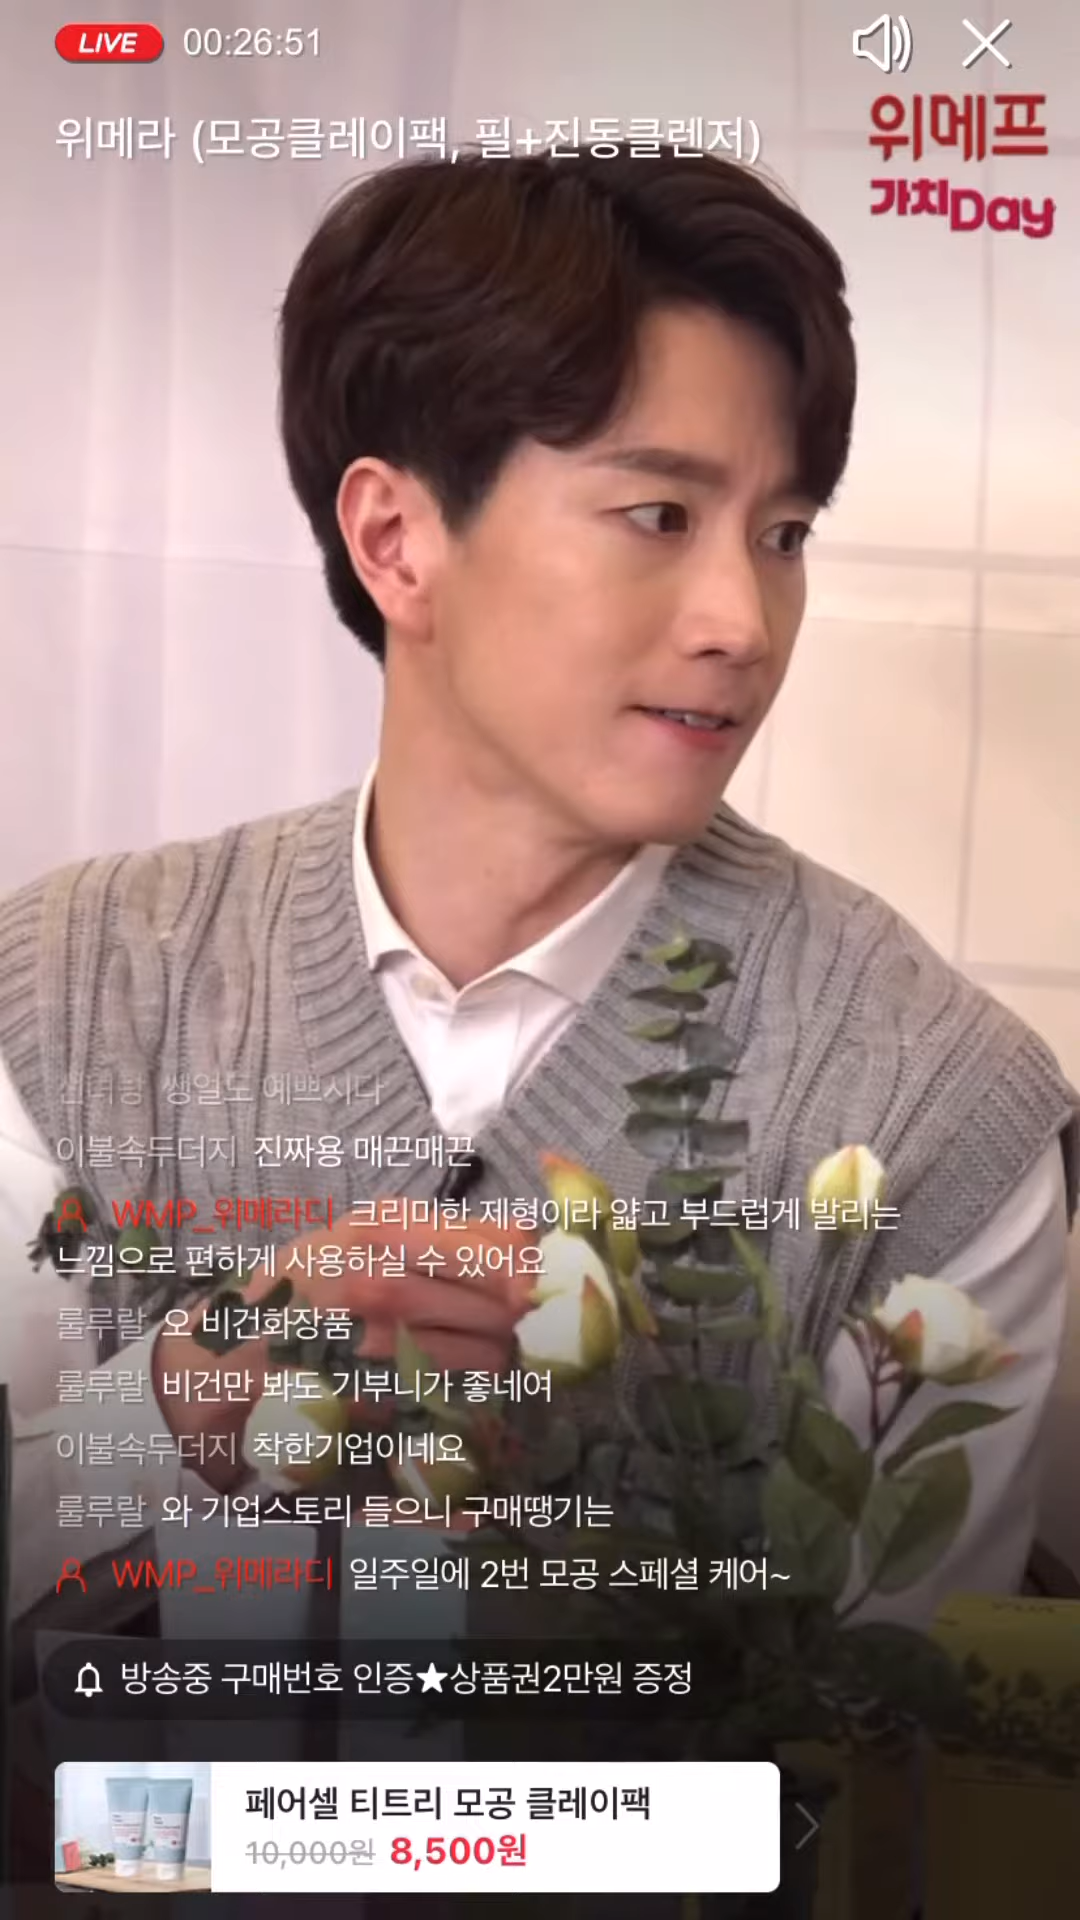 LIVE 00:26:51
위메라 (모공클레이팩, 필+진동클렌저)
위메프
가치Day
선녀낭 쌩얼도 예쁘시다
이불속두더지 진짜용 매끈매끈
WMP_위메라디 크리미한 제형이라 얇고 부드럽게 발리는
느낌으로 편하게 사용하실 수 있어요
룰루랄 오 비건화장품
룰루랄 비건만 봐도 기부니가 좋네여
이불속두더지 착한기업이네요
룰루랄 와 기업스토리 들으니 구매땡기는
WMP_위메라디 일주일에 2번 모공 스페셜 케어~
방송중 구매번호 인증★상품권2만원 증정
페어셀 티트리 모공 클레이팩
10,000원 8,500원